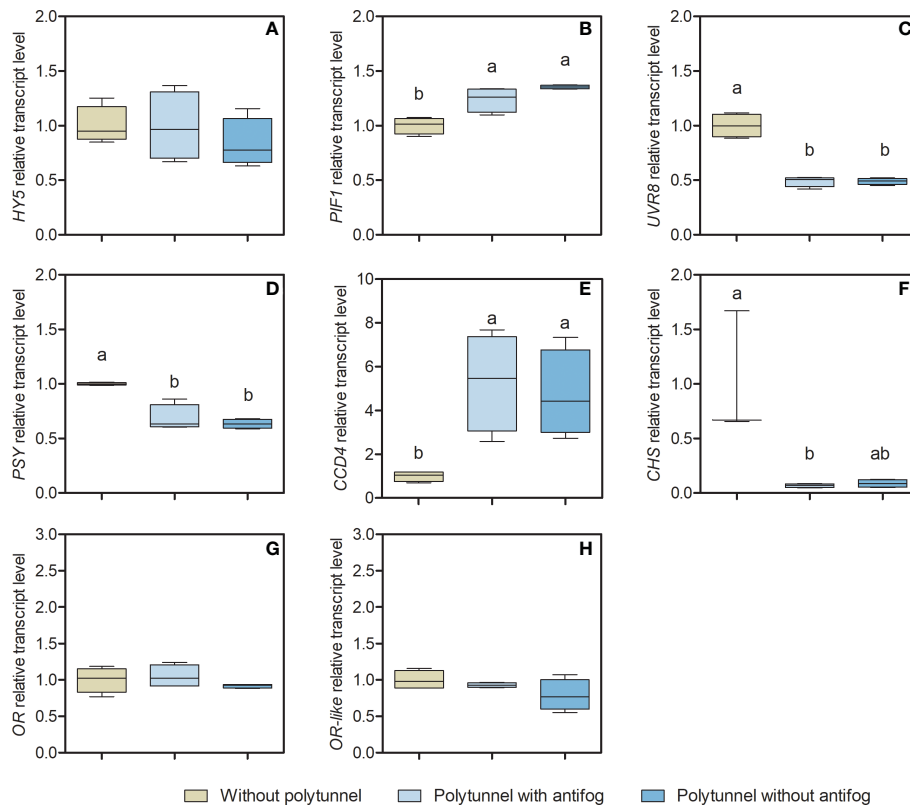 A
2.0
1.5
1.0
0.5
0.0
HY5 relative transcript level
B
2.0
1.5
1.0
0.5
0.0
PIF1 relative transcript level
b
a
a
C
2.0
1.5
1.0
0.5
0.0
UVR8 relative transcript level
a
b
b
D
2.0
1.5
1.0
0.5
0.0
PSY relative transcript level
a
b
b
E
10
8
6
4
2
0
CCD4 relative transcript level
b
a
a
F
2.0
1.5
1.0
0.5
0.0
CHS relative transcript level
a
b
ab
G
3.0
2.5
2.0
1.5
1.0
0.5
0.0
OR relative transcript level
H
3.0
2.5
2.0
1.5
1.0
0.5
0.0
OR-like relative transcript level
Without polytunnel
Polytunnel with antifog
Polytunnel without antifog